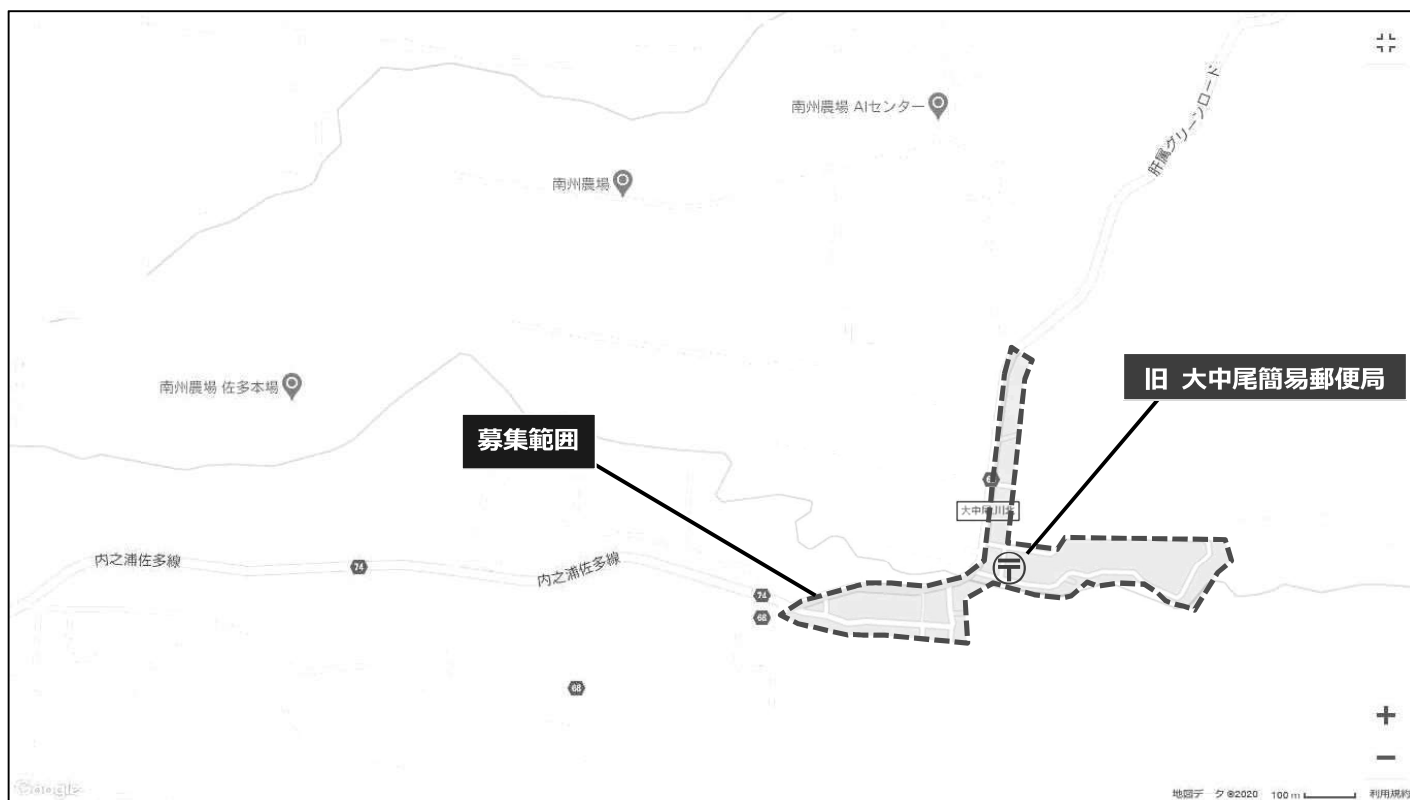 南州農場 AIセンター
肝属グリーンロード
南州農場
旧 大中尾簡易郵便局
南州農場 佐多本場
募集範囲
内之浦佐多線
74
内之浦佐多線
74
68
68
Google
地図データ ©2020 100 m 利用規約